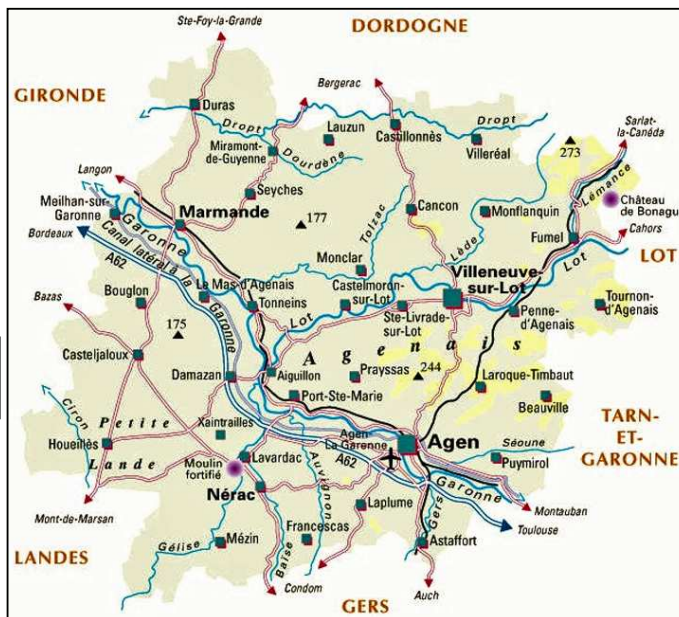 Ste-Foy-la-Grande
DORDOGNE
GIRONDE
Bergerac
Duras
Dropt
Lauzun
Castillonnès
Dropt
Sarlat-
la-Canéda
Miramont-
de-Guyenne
Dourdène
Villeréal
273
Langon
Seyches
Lémance
Château
de Bonagu
Meilhan-sur-
Garonne
Marmande
177
Tolzac
Cancon
Monflanquin
Bordeaux
Garonne
Canal latéral à la
Garonne
A62
Lède
Fumel
Cahors
Monclar
LOT
Villeneuve-
sur-Lot
Lot
Bazas
Bouglon
Le Mas-d'Agenais
Tonneins
Castelmoron-
sur-Lot
Ste-Livrade-
sur-Lot
Penne-
d'Agenais
Tournon-
d'Agenais
Lot
175
Agenais
Casteljaloux
Damazan
Aiguillon
Prayssas
244
Laroque-Timbaut
Port-Ste-Marie
Beauville
Ciron
Petite
Lande
Xaintrailles
TARN-
ET-
GARONNE
Houeillès
Agen-
La Garenne
Agen
Séoune
Moulin
fortifié
Lavardac
A62
Puymirol
Nérac
Auvignon
Garonne
Mont-de-Marsan
Laplume
Gers
Montauban
Toulouse
LANDES
Gélise
Mézin
Baïse
Francescas
Astaffort
Condom
GERS
Auch